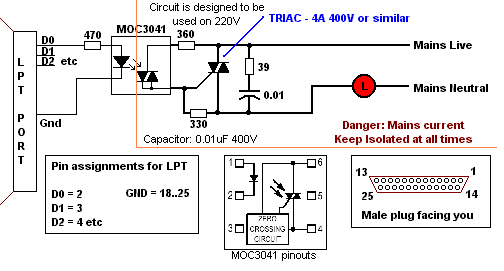 Circuit is designed to be
used on 220V
MOC3041
TRIAC - 4A 400V or similar
D0
D1
D2 etc
470
360
Mains Live
LPT PORT
39
0.01
L
Mains Neutral
Gnd
330
Danger: Mains current
Keep Isolated at all times
Capacitor: 0.01uF 400V
Pin assignments for LPT
D0 = 2
GND = 18..25
D1 = 3
D2 = 4 etc
1
6
2
5
3
4
ZERO
CROSSING
CIRCUIT
MOC3041 pinouts
13
1
25
14
Male plug facing you